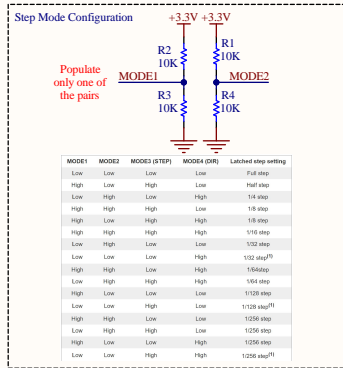 Step Mode Configuration
+3.3V +3.3V
R2
10K
R1
10K
Populate
only one of
the pairs
MODE1
MODE2
R3
10K
R4
10K
MODE1 MODE2 MODE3 (STEP) MODE4 (DIR) Latched step setting
Low Low Low Low Full step
High Low High Low Half step
Low High Low High 1/4 step
High High Low Low 1/8 step
High High High High 1/8 step
High High High High 1/16 step
Low High Low Low 1/32 step
Low Low Low High 1/32 step(1)
High Low High High 1/64step
Low Low High High 1/64 step
High Low Low Low 1/128 step
High Low Low High 1/128 step(1)
High High High Low 1/256 step
Low Low High Low 1/256 step
Low High High High 1/256 step
Low Low High High 1/256 step(1)